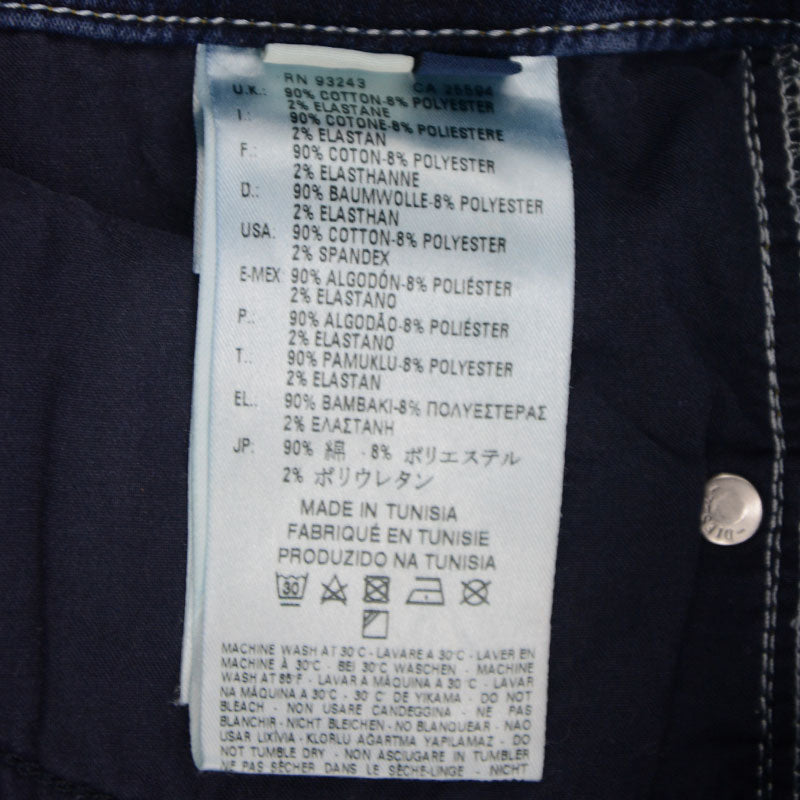 RN 93243 CA 25594
U.K.: 90% COTTON-8% POLYESTER
2% ELASTANE
I.: 90% COTONE-8% POLIESTERE
2% ELASTAN
F.: 90% COTON-8% POLYESTER
2% ELASTHANNE
D.: 90% BAUMWOLLE-8% POLYESTER
2% ELASTHAN
USA: 90% COTTON-8% POLYESTER
2% SPANDEX
E-MEX: 90% ALGODÓN-8% POLIÉSTER
2% ELASTANO
P.: 90% ALGODÃO-8% POLIÉSTER
2% ELASTANO
T.: 90% PAMUKLU-8% POLYESTER
2% ELASTAN
EL.: 90% ΒΑΜΒΑΚΙ-8% ΠΟΛΥΕΣΤΕΡΑΣ
2% ΕΛΑΣΤΑΝΗ
JP: 90% 綿 - 8% ポリエステル
2% ポリウレタン
MADE IN TUNISIA
FABRIQUÉ EN TUNISIE
PRODUZIDO NA TUNISIA
30
MACHINE WASH AT 30°C - LAVARE A 30°C - LAVER EN
MACHINE À 30°C - BEI 30°C WASCHEN - MACHINE
WASH AT 85°F - LAVAR À MÁQUINA A 30°C - LAVAR
NA MÁQUINA A 30°C - 30°C' DE YIKAMA - DO NOT
BLEACH - NON USARE CANDEGGINA - NE PAS
BLANCHIR - NICHT BLEICHEN - NO BLANQUEAR - NAO
USAR LIXÍVIA - KLORLU AĞARTMA YAPILAMAZ - DO
NOT TUMBLE DRY - NON ASCIUGARE IN TUMBLER
NE PAS SÉCHER DANS LE SÈCHE-LINGE - NICHT